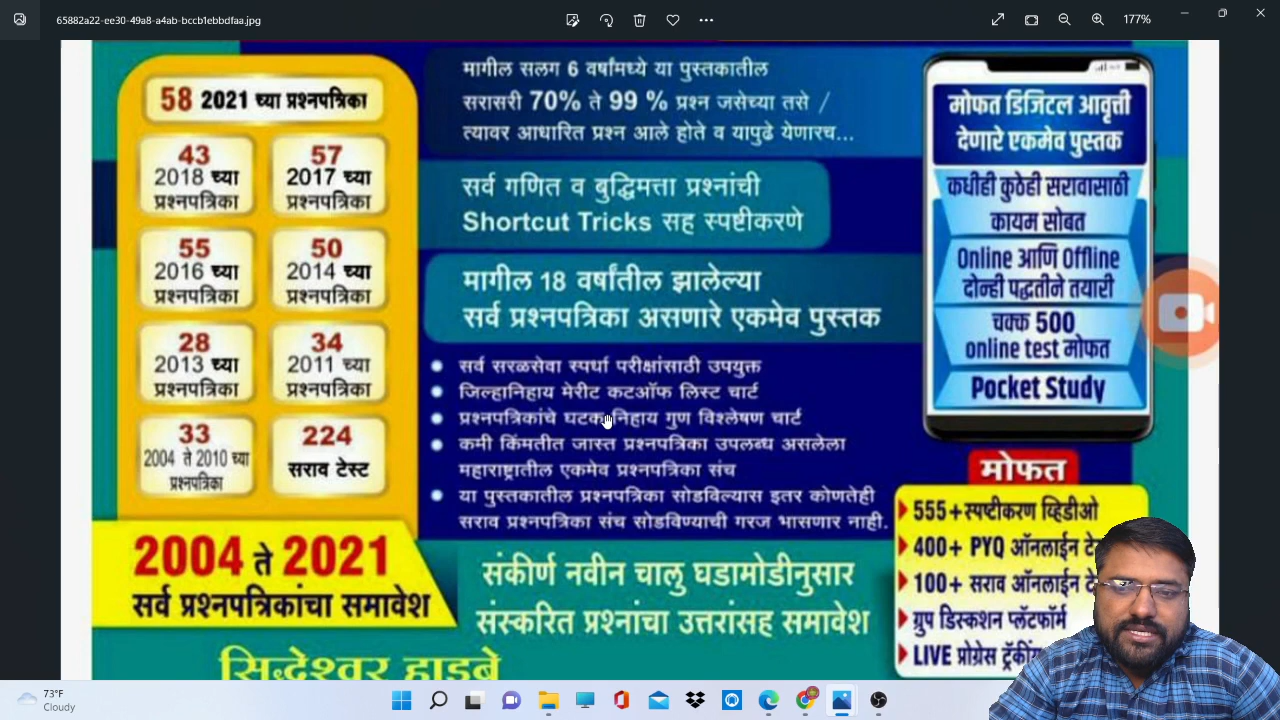 65882a22-ee30-49a8-a4ab-bccb1ebbdfaa.jpg
177%
58 2021 च्या प्रश्नपत्रिका
43
2018 च्या
प्रश्नपत्रिका
57
2017 च्या
प्रश्नपत्रिका
55
2016 च्या
प्रश्नपत्रिका
50
2014 च्या
प्रश्नपत्रिका
28
2013 च्या
प्रश्नपत्रिका
34
2011 च्या
प्रश्नपत्रिका
33
2004 ते 2010 च्या
प्रश्नपत्रिका
224
सराव टेस्ट
2004 ते 2021
सर्व प्रश्नपत्रिकांचा समावेश
मागील सलग 6 वर्षांमध्ये या पुस्तकातील
सरासरी 70% ते 99 % प्रश्न जसेच्या तसे /
त्यावर आधारित प्रश्न आले होते व यापुढे येणारच...
सर्व गणित व बुद्धिमत्ता प्रश्नांची
Shortcut Tricks सह स्पष्टीकरणे
मागील 18 वर्षांतील झालेल्या
सर्व प्रश्नपत्रिका असणारे एकमेव पुस्तक
सर्व सरळसेवा स्पर्धा परीक्षांसाठी उपयुक्त
जिल्हानिहाय मेरीट कटऑफ लिस्ट चार्ट
प्रश्नपत्रिकांचे घटकनिहाय गुण विश्लेषण चार्ट
कमी किंमतीत जास्त प्रश्नपत्रिका उपलब्ध असलेला
महाराष्ट्रातील एकमेव प्रश्नपत्रिका संच
या पुस्तकातील प्रश्नपत्रिका सोडविल्यास इतर कोणतेही
सराव प्रश्नपत्रिका संच सोडविण्याची गरज भासणार नाही.
संकीर्ण नवीन चालु घडामोडीनुसार
संस्करित प्रश्नांचा उत्तरांसह समावेश
सिद्धेश्वर हाडबे
मोफत डिजिटल आवृत्ती
देणारे एकमेव पुस्तक
कधीही कुठेही सरावासाठी
कायम सोबत
Online आणि Offline
दोन्ही पद्धतीने तयारी
चक्क 500
online test मोफत
Pocket Study
मोफत
555+स्पष्टीकरण व्हिडीओ
400+ PYQ ऑनलाईन
100+ सराव ऑनलाईन
ग्रुप डिस्कशन प्लॅटफॉर्म
LIVE प्रोग्रेस
73°F
Cloudy